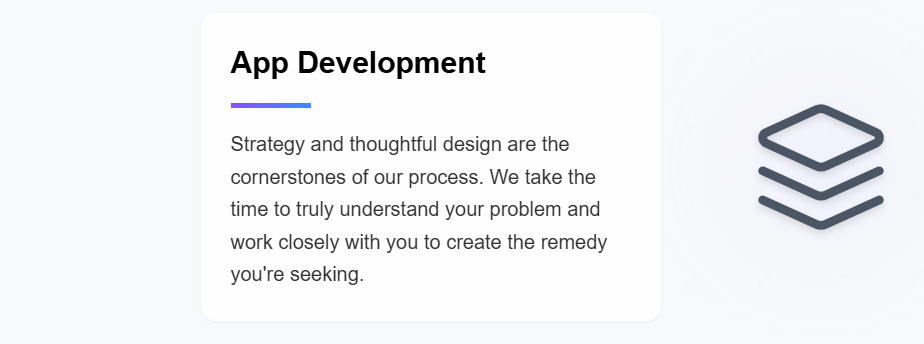 App Development
Strategy and thoughtful design are the
cornerstones of our process. We take the
time to truly understand your problem and
work closely with you to create the remedy
you're seeking.